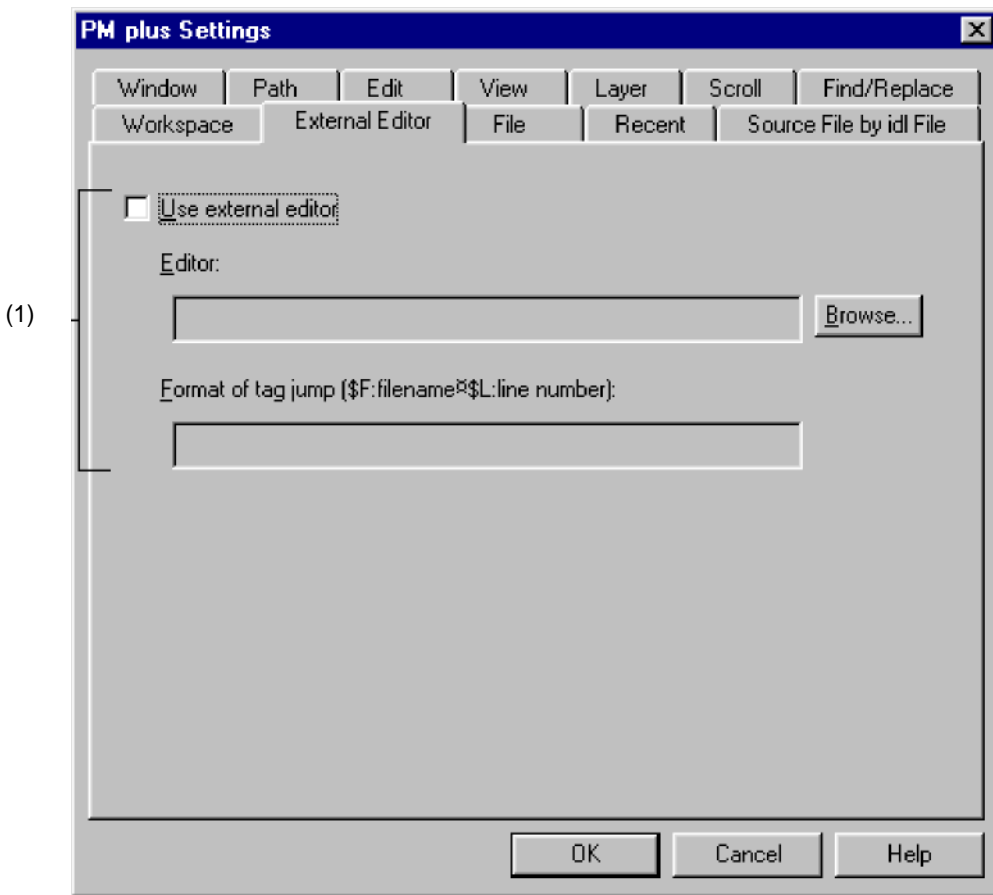 PM plus Settings
Window Path Edit View Layer Scroll Find/Replace
Workspace External Editor File Recent Source File by idl File
Use external editor
Editor:
(1)
Browse...
Format of tag jump ($F:filename¤$L:line number):
OK Cancel Help